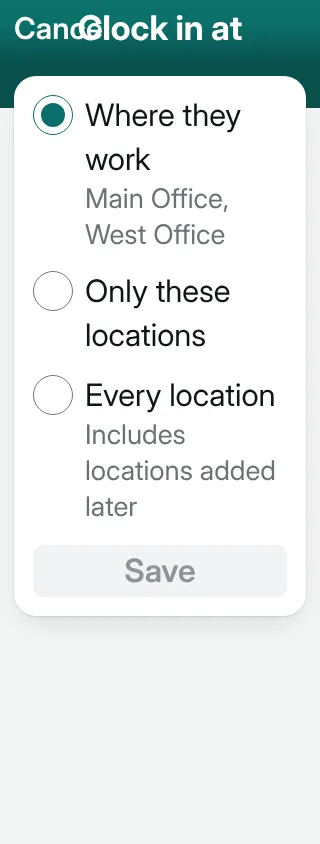 Cancel
Clock in at
Where they
work
Main Office,
West Office
Only these
locations
Every location
Includes
locations added
later
Save